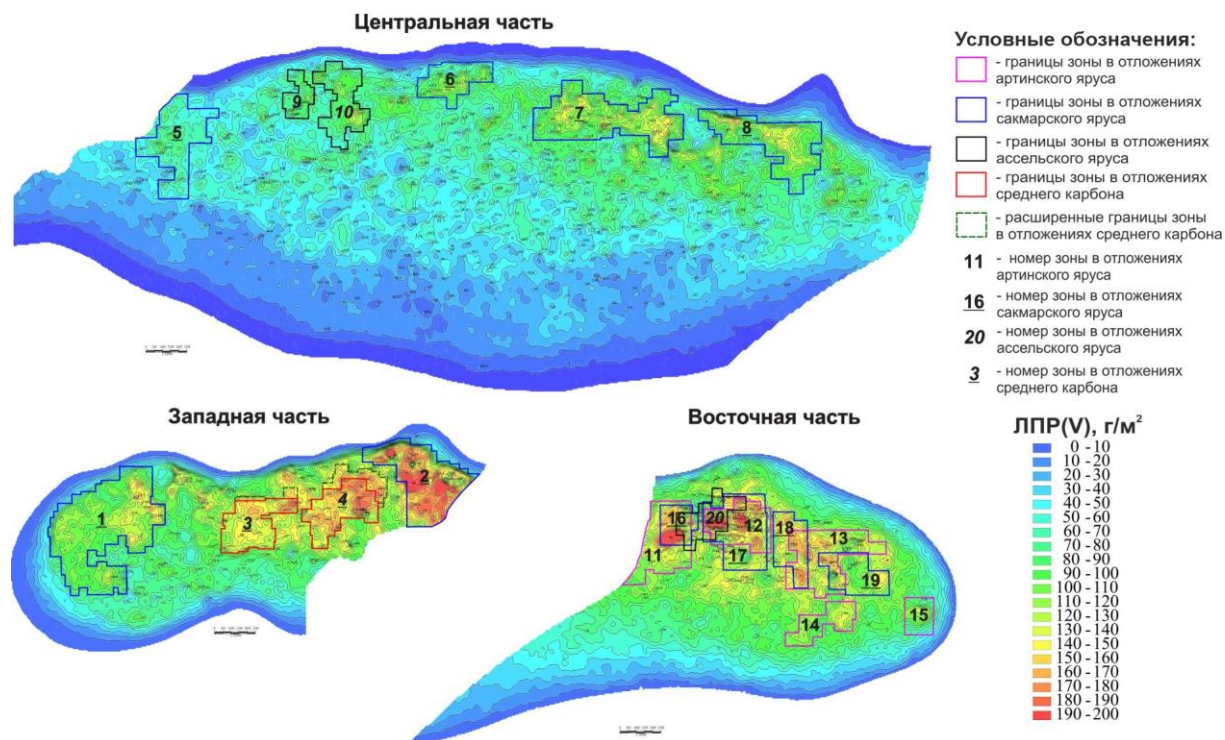 Центральная часть
Условные обозначения:
- границы зоны в отложениях
артинского яруса
- границы зоны в отложениях
сакмарского яруса
- границы зоны в отложениях
ассельского яруса
- границы зоны в отложениях
среднего карбона
- расширенные границы зоны
в отложениях среднего карбона
11 - номер зоны в отложениях
артинского яруса
16 - номер зоны в отложениях
сакмарского яруса
20 - номер зоны в отложениях
ассельского яруса
3 - номер зоны в отложениях
среднего карбона
5
9
10
6
7
8
Западная часть
1
3
4
2
Восточная часть
16
20
12
18
13
11
17
19
14
15
ЛПР(V), г/м²
0 - 10
10 - 20
20 - 30
30 - 40
40 - 50
50 - 60
60 - 70
70 - 80
80 - 90
90 - 100
100 - 110
110 - 120
120 - 130
130 - 140
140 - 150
150 - 160
160 - 170
170 - 180
180 - 190
190 - 200